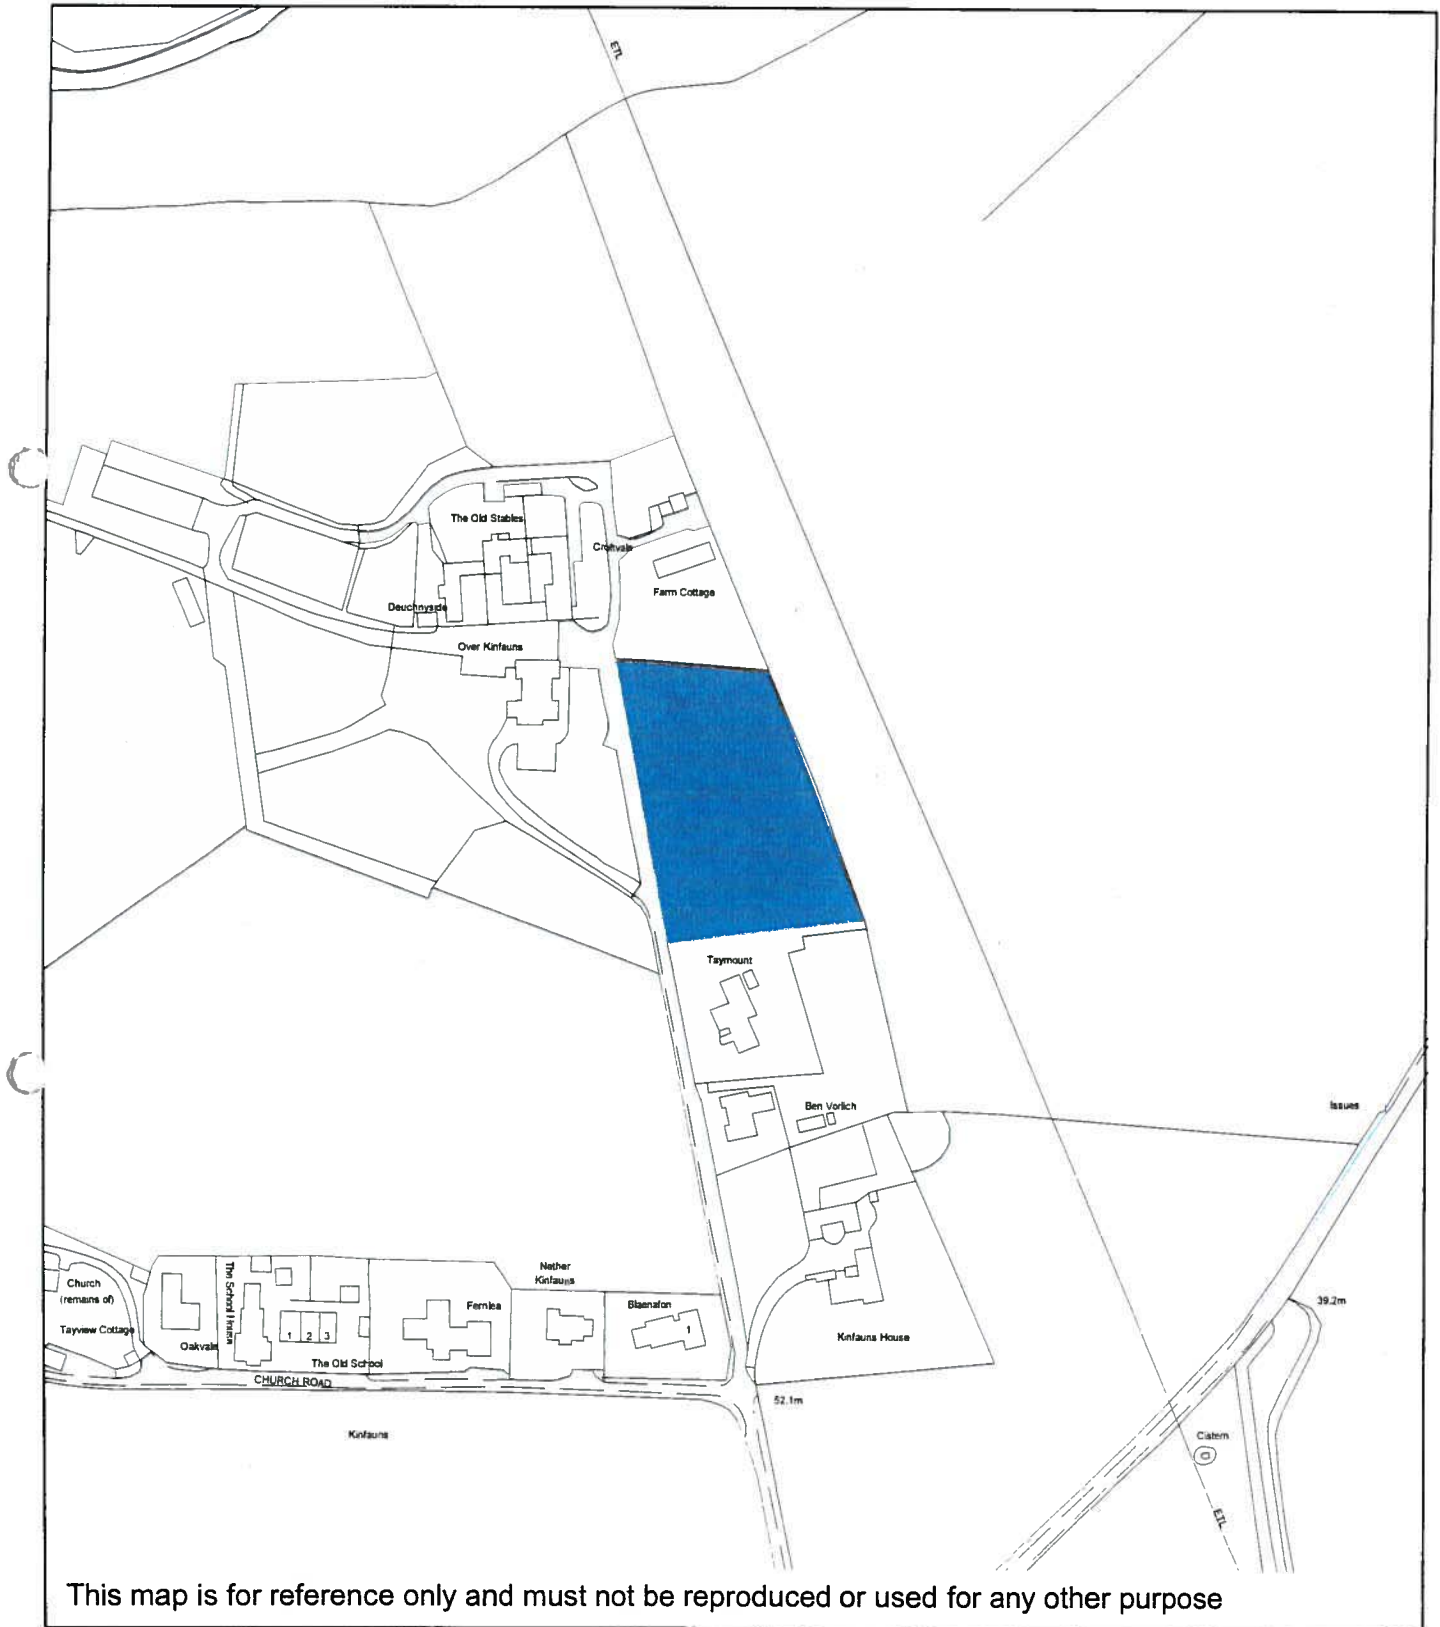 ETL
The Old Stables
Croftvale
Farm Cottage
Deuchnyside
Over Kinfauns
Taymount
Ben Vorlich
Issues
Church
(remains of)
Tayview Cottage
Oakvale
The School House
1 2 3
The Old School
Fernlea
Nether
Kinfauns
Blaenafon
1
Kinfauns House
39.2m
CHURCH ROAD
52.1m
Kinfauns
Cistern
ETL
This map is for reference only and must not be reproduced or used for any other purpose